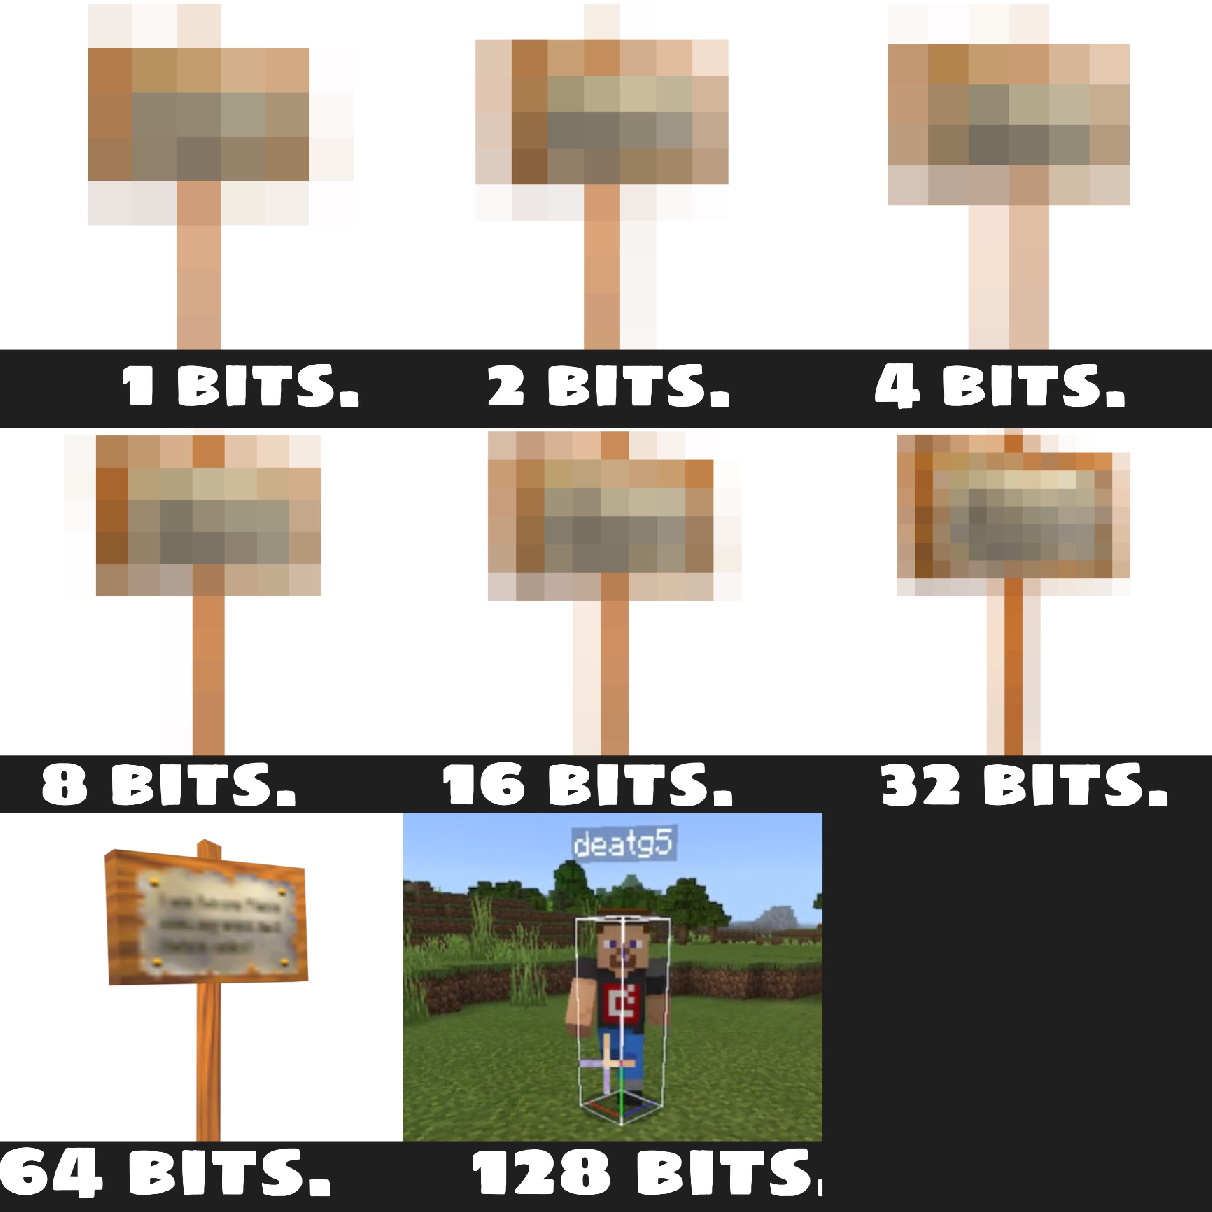 1 BITS.
2 BITS.
4 BITS.
8 BITS.
16 BITS.
32 BITS.
deatg5
64 BITS.
128 BITS.